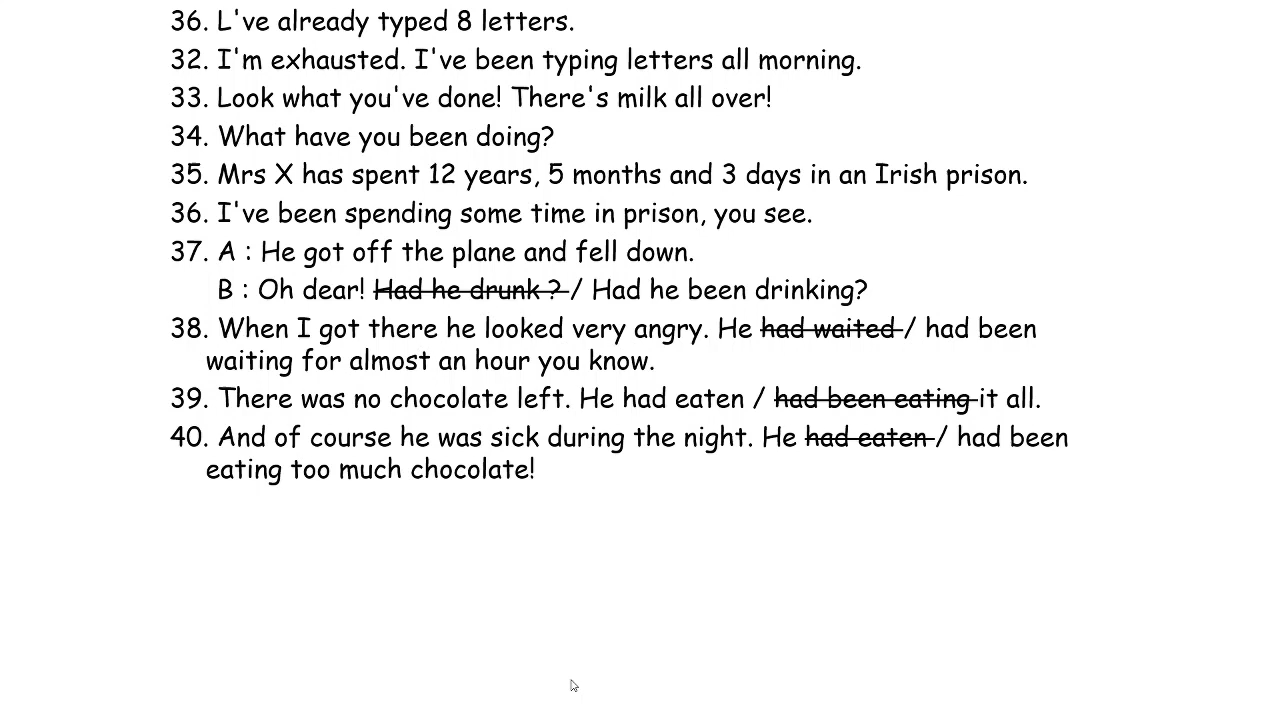 36. L've already typed 8 letters.
32. I'm exhausted. I've been typing letters all morning.
33. Look what you've done! There's milk all over!
34. What have you been doing?
35. Mrs X has spent 12 years, 5 months and 3 days in an Irish prison.
36. I've been spending some time in prison, you see.
37. A : He got off the plane and fell down.
B : Oh dear! Had he drunk ? / Had he been drinking?
38. When I got there he looked very angry. He had waited / had been
waiting for almost an hour you know.
39. There was no chocolate left. He had eaten / had been eating it all.
40. And of course he was sick during the night. He had eaten / had been
eating too much chocolate!